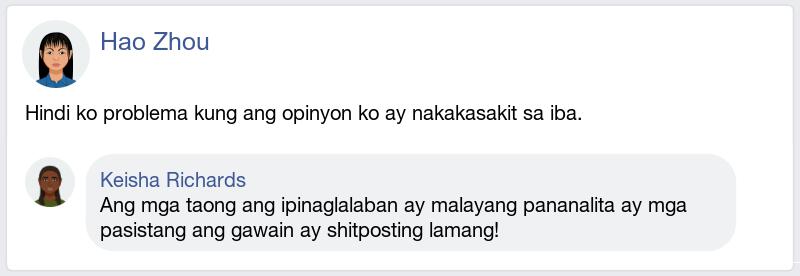 Hao Zhou
Hindi ko problema kung ang opinyon ko ay nakakasakit sa iba.
Keisha Richards
Ang mga taong ang ipinaglalaban ay malayang pananalita ay mga
pasistang ang gawain ay shitposting lamang!